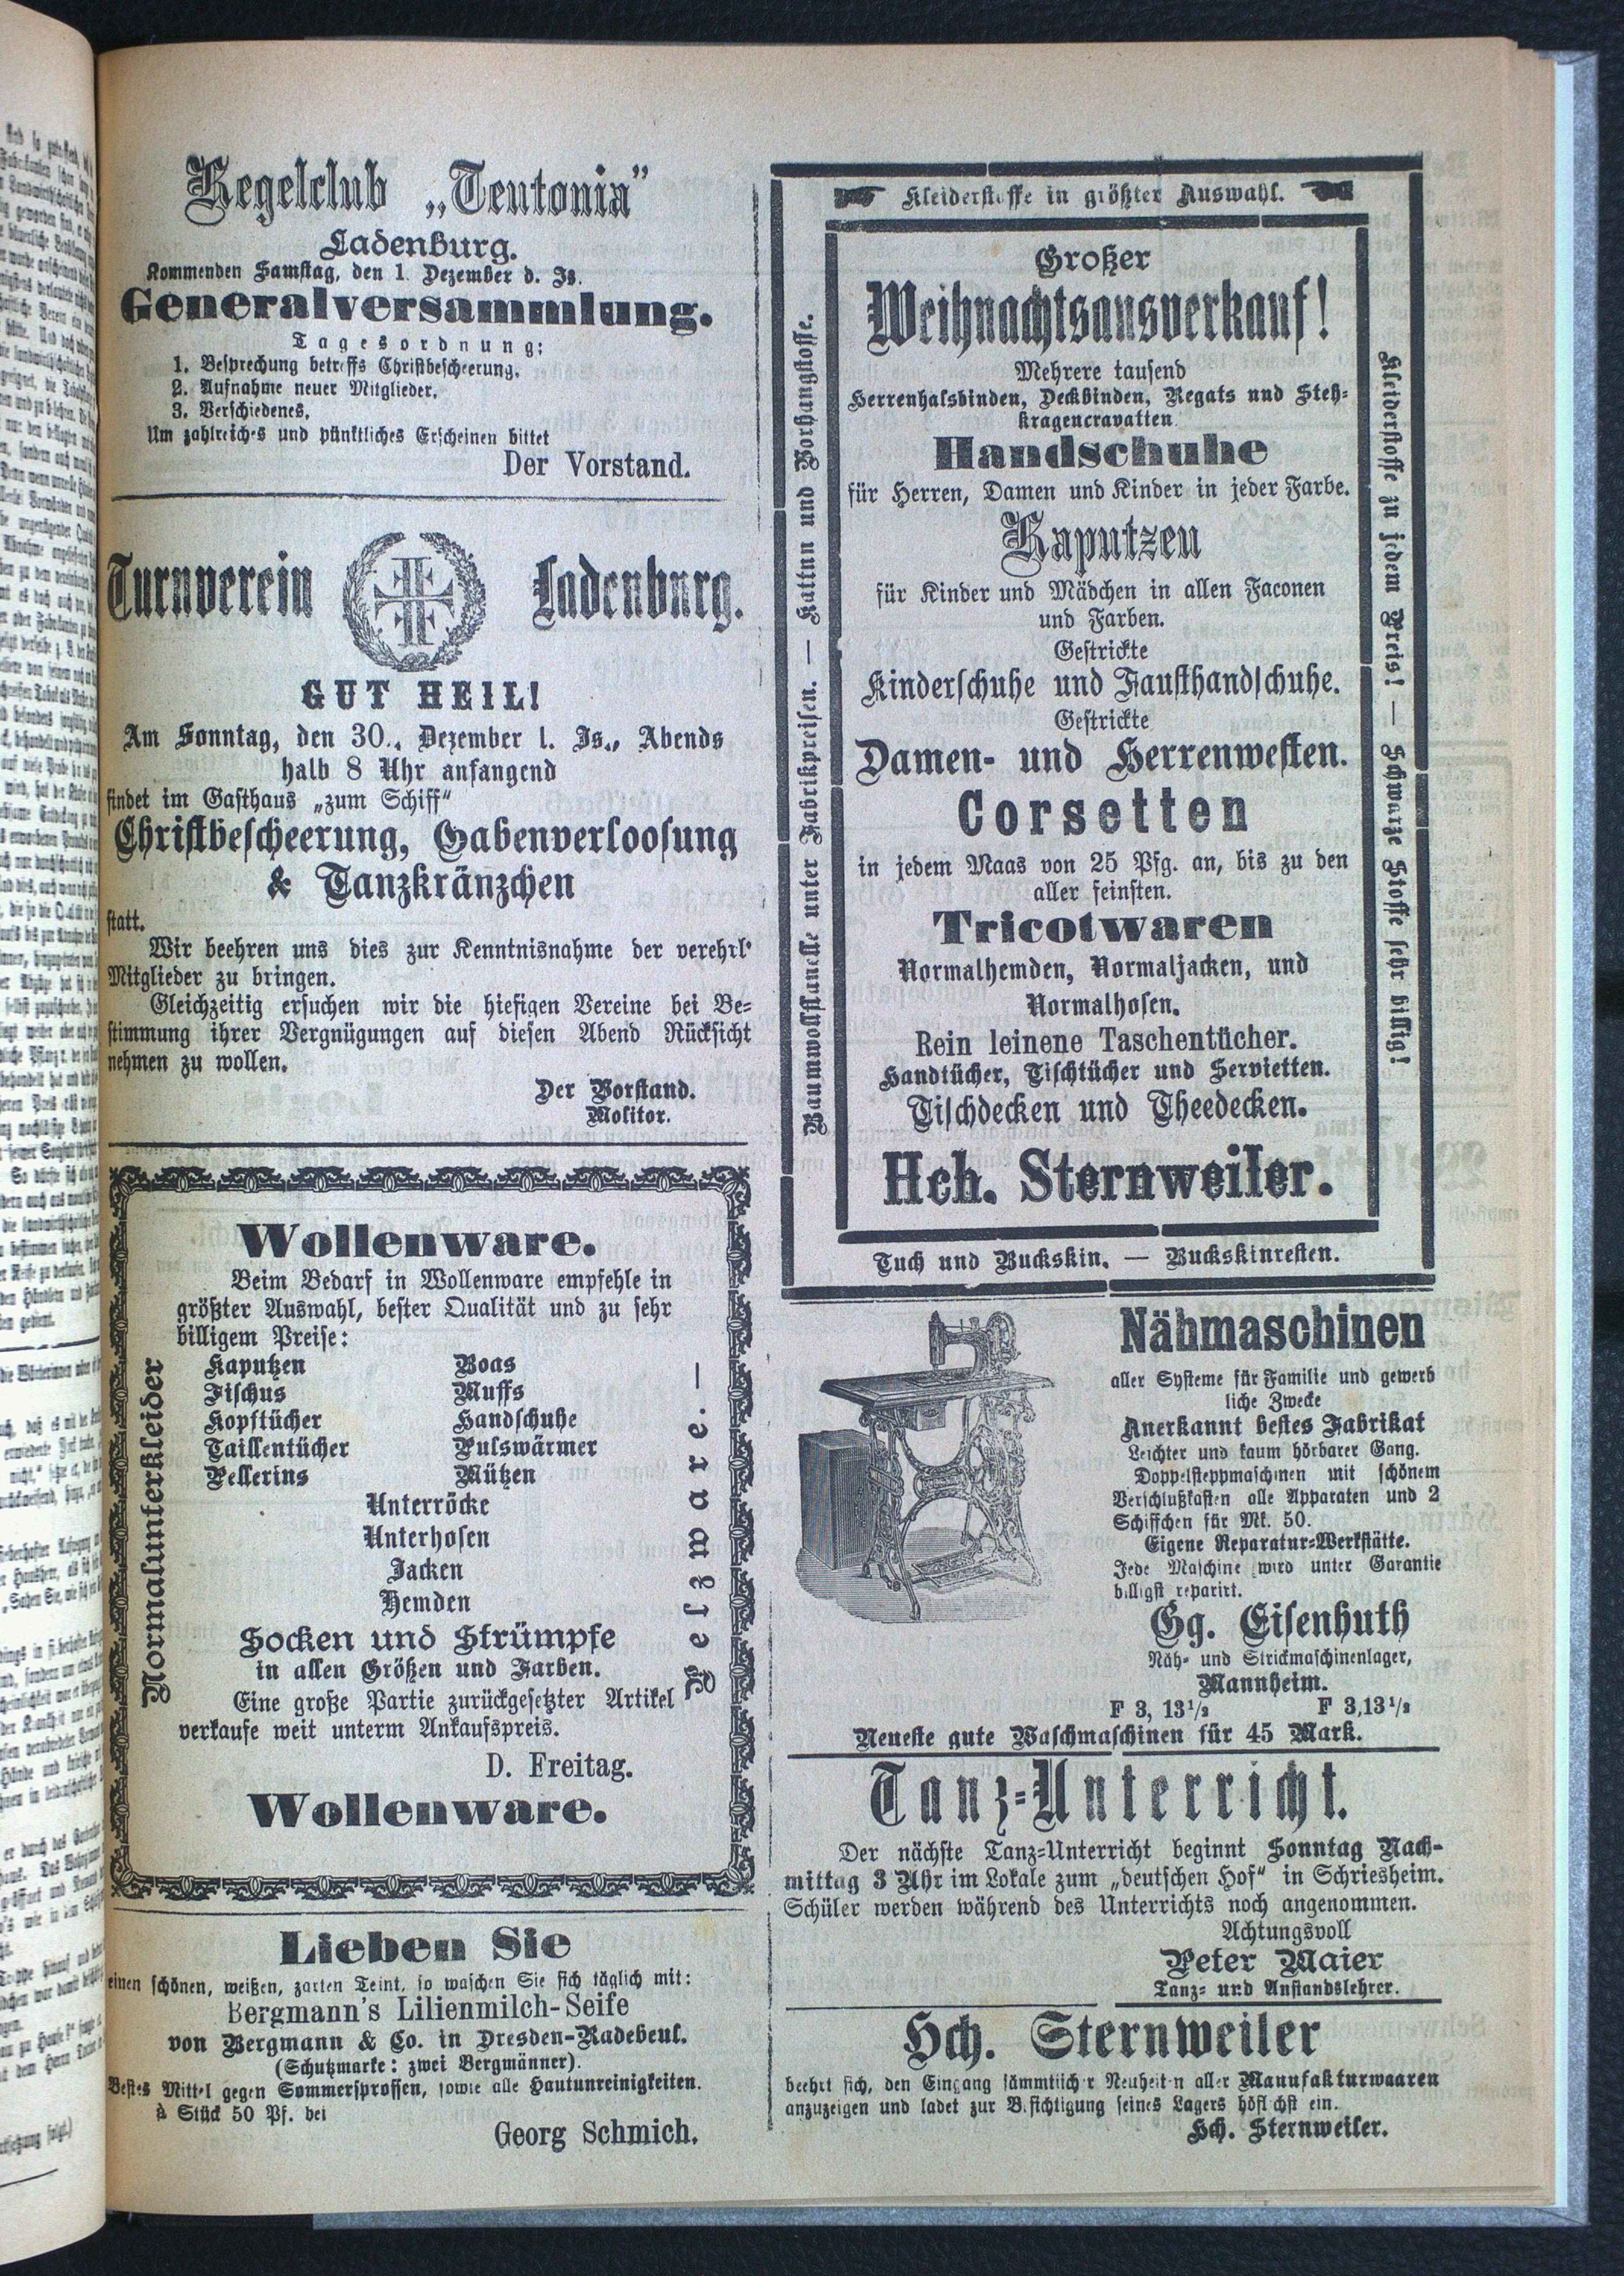 Kegelclub „Teutonia"
Ladenburg.
Kommenden Samstag, den 1. Dezember d. Js.
Generalversammlung.
Tagesordnung:
1. Besprechung betreffs Christbescheerung.
2. Aufnahme neuer Mitglieder.
3. Verschiedenes.
Um zahlreiches und pünktliches Erscheinen bittet
Der Vorstand.
Turnverein Ladenburg.
GUT HEIL!
Am Sonntag, den 30., Dezember l. Js., Abends
halb 8 Uhr anfangend
findet im Gasthaus „zum Schiff"
Christbescheerung, Gabenverloosung
& Tanzkränzchen
statt.
Wir beehren uns dies zur Kenntnisnahme der verehrl'
Mitglieder zu bringen.
Gleichzeitig ersuchen wir die hiesigen Vereine bei Be-
stimmung ihrer Vergnügungen auf diesen Abend Rücksicht
nehmen zu wollen.
Der Vorstand.
Molitor.
Wollenware.
Beim Bedarf in Wollenware empfehle in
größter Auswahl, bester Qualität und zu sehr
billigem Preise:
Normalunterkleider
Kaputzen Boas
Fischus Muffs
Kopftücher Handschuhe
Taillentücher Pulswärmer
Pellerins Mützen
Unterröcke
Unterhosen
Jacken
Hemden
Socken und Strümpfe
in allen Größen und Farben.
Pelzware. —
Eine große Partie zurückgesetzter Artikel
verkaufe weit unterm Ankaufspreis.
D. Freitag.
Wollenware.
Lieben Sie
einen schönen, weißen, zarten Teint, so waschen Sie sich täglich mit:
Bergmann's Lilienmilch-Seife
von Bergmann & Co. in Dresden-Radebeul.
(Schutzmarke: zwei Bergmänner).
Bestes Mittel gegen Sommersprossen, sowie alle Hautunreinigkeiten.
à Stück 50 Pf. bei
Georg Schmich.
Kleiderstoffe in größter Auswahl.
Baumwollflanelle unter Fabrikpreisen. — Kattun und Vorhangstoffe.
Großer
Weihnachtsausverkauf!
Mehrere tausend
Herrenhalsbinden, Deckbinden, Regats und Steh-
kragencravatten.
Handschuhe
für Herren, Damen und Kinder in jeder Farbe.
Kaputzen
für Kinder und Mädchen in allen Faconen
und Farben.
Gestrickte
Kinderschuhe und Fausthandschuhe.
Gestrickte
Damen- und Herrenwesten.
Corsetten
in jedem Maas von 25 Pfg. an, bis zu den
aller feinsten.
Tricotwaren
Normalhemden, Normaljacken, und
Normalhosen.
Rein leinene Taschentücher.
Handtücher, Tischtücher und Servietten.
Tischdecken und Theedecken.
Hch. Sternweiler.
Kleiderstoffe zu jedem Preis! — Schwarze Stoffe sehr billig!
Tuch und Buckskin. — Buckskinresten.
Nähmaschinen
aller Systeme für Familie und gewerb
liche Zwecke
Anerkannt bestes Fabrikat
Leichter und kaum hörbarer Gang.
Doppelsteppmaschinen mit schönem
Verschlußkasten alle Apparaten und 2
Schiffchen für Mk. 50.
Eigene Reparatur-Werkstätte.
Jede Maschine wird unter Garantie
billigst reparirt.
Gg. Eisenhuth
Näh- und Strickmaschinenlager,
Mannheim.
F 3, 13½ F 3,13½
Neueste gute Waschmaschinen für 45 Mark.
Tanz-Unterricht.
Der nächste Tanz-Unterricht beginnt Sonntag Nach-
mittag 3 Uhr im Lokale zum „deutschen Hof" in Schriesheim.
Schüler werden während des Unterrichts noch angenommen.
Achtungsvoll
Peter Maier
Tanz- und Anstandslehrer.
Hch. Sternweiler
beehrt sich, den Eingang sämmtlicher Neuheiten aller Manufakturwaaren
anzuzeigen und ladet zur Besichtigung seines Lagers höflichst ein.
Hch. Sternweiler.